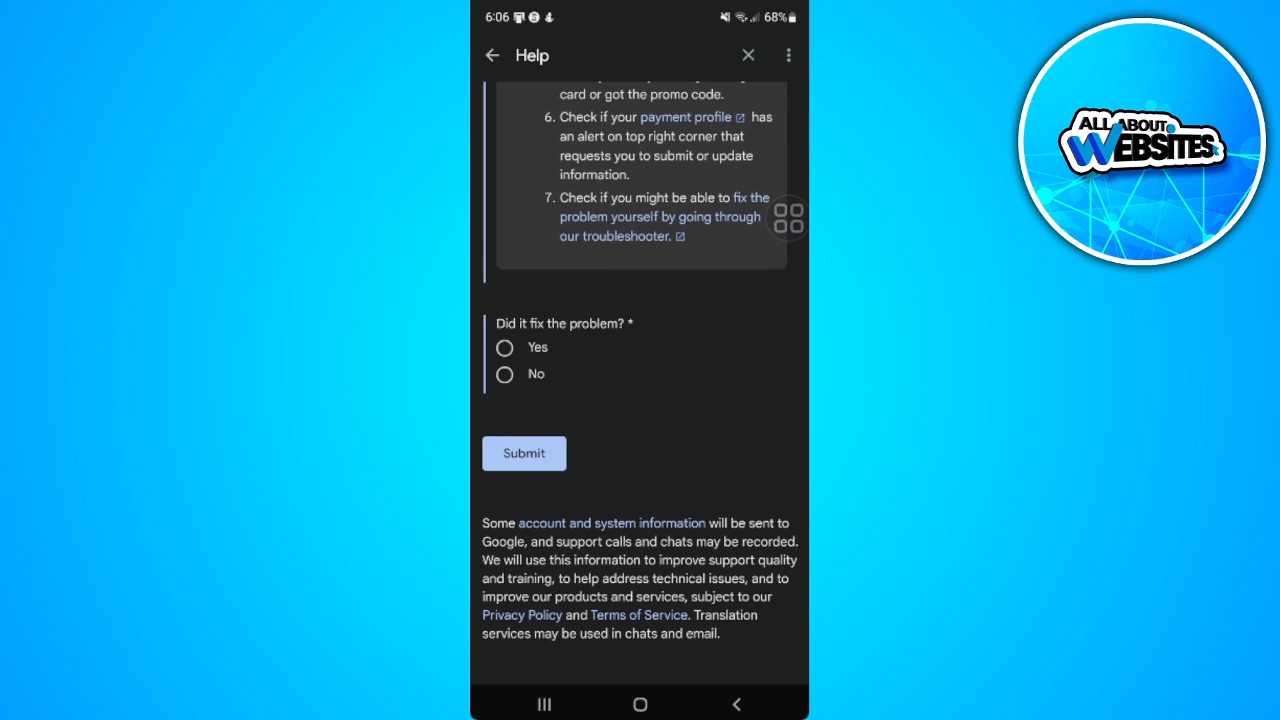 6:06
68%
Help
card or got the promo code.
6. Check if your payment profile has
an alert on top right corner that
requests you to submit or update
information.
7. Check if you might be able to fix the
problem yourself by going through
our troubleshooter.
Did it fix the problem? *
Yes
No
Submit
Some account and system information will be sent to
Google, and support calls and chats may be recorded.
We will use this information to improve support quality
and training, to help address technical issues, and to
improve our products and services, subject to our
Privacy Policy and Terms of Service. Translation
services may be used in chats and email.
ALL ABOUT
WEBSITES